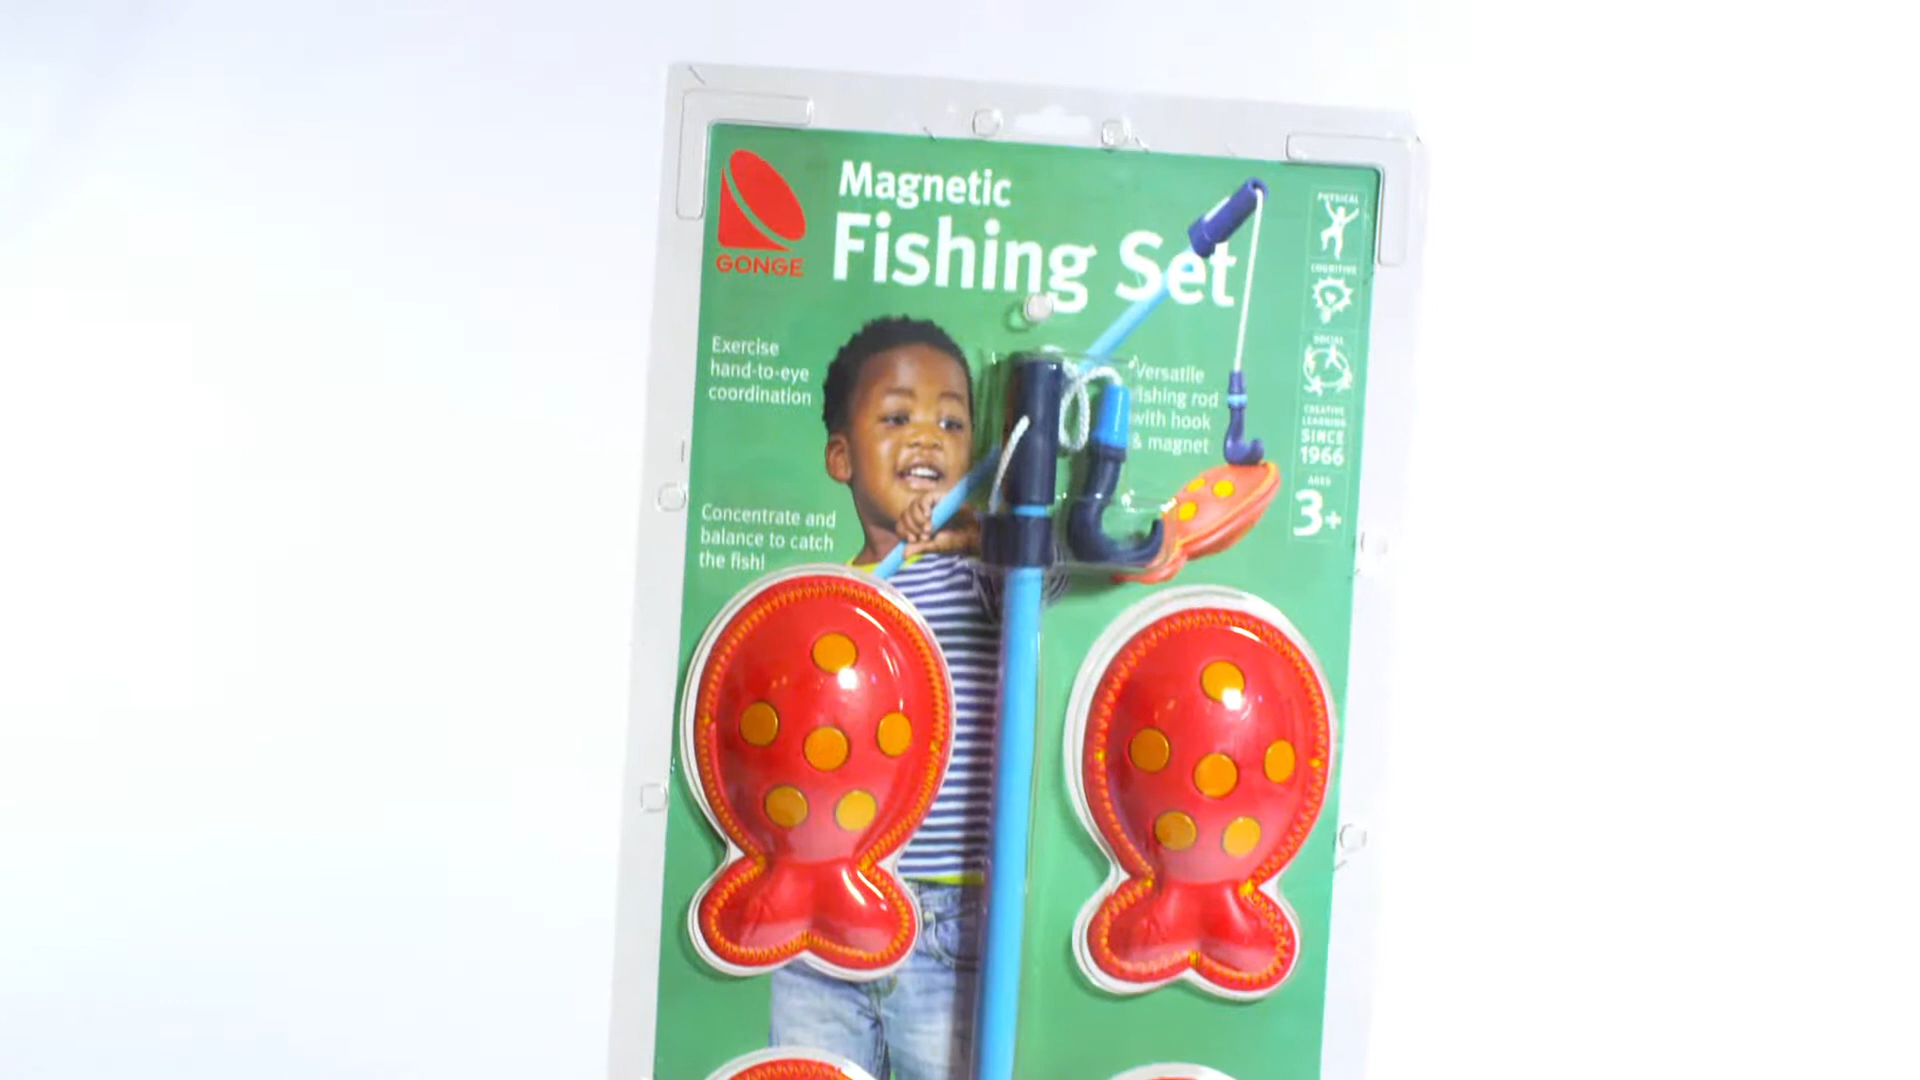 Magnetic
Fishing Set
GONGE
Exercise
hand-to-eye
coordination
Versatile
fishing rod
with hook
& magnet
Concentrate and
balance to catch
the fish!
PHYSICAL
COGNITIVE
SOCIAL
CREATIVE
LEARNING
SINCE
1966
AGES
3+